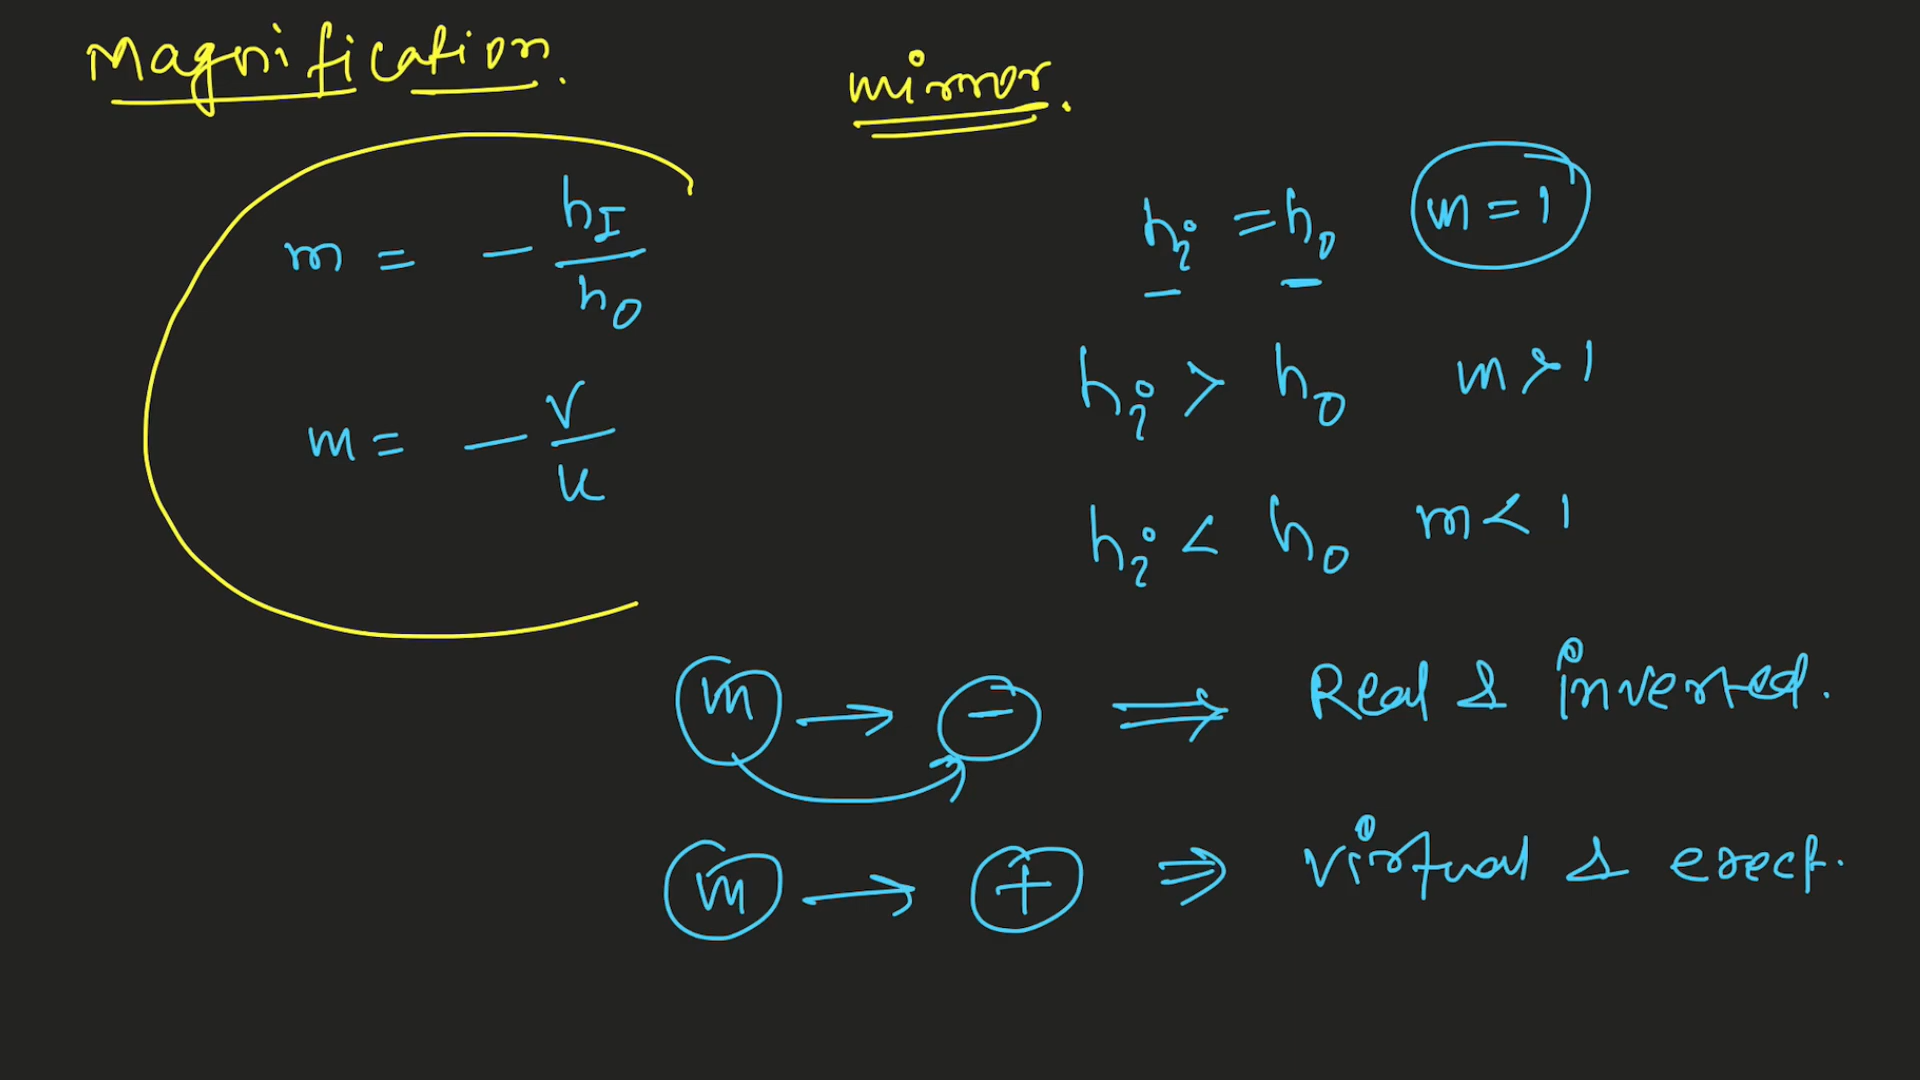 Magnification.
mirror.
m = - hI/hO
m = - v/u
hi = ho m = 1
hi > ho m > 1
hi < ho m < 1
m → - ⇒ Real & inverted.
m → + ⇒ virtual & erect.